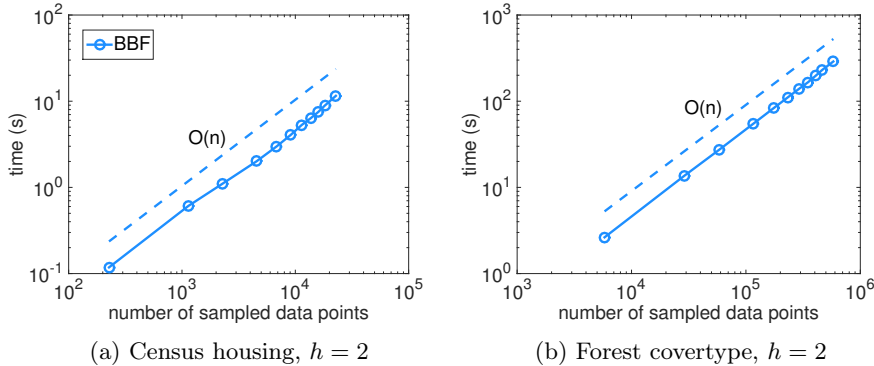 BBF
O(n)
time (s)
10^2
10^1
10^0
10^-1
10^2
10^3
10^4
10^5
number of sampled data points
(a) Census housing, h = 2
O(n)
time (s)
10^3
10^2
10^1
10^0
10^3
10^4
10^5
10^6
number of sampled data points
(b) Forest covertype, h = 2